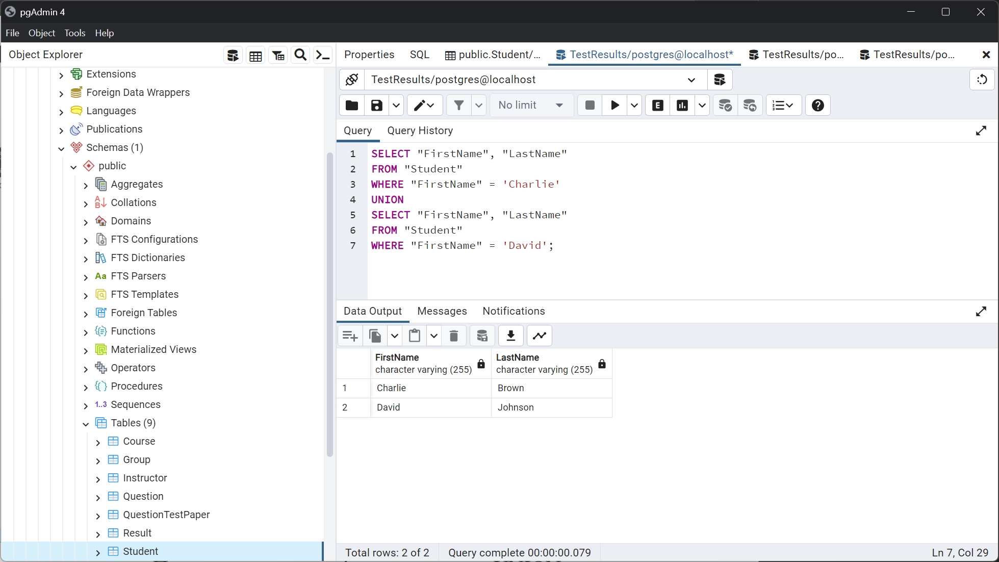 pgAdmin 4
File Object Tools Help
Object Explorer
Extensions
Foreign Data Wrappers
Languages
Publications
Schemas (1)
public
Aggregates
Collations
Domains
FTS Configurations
FTS Dictionaries
Aa FTS Parsers
FTS Templates
Foreign Tables
Functions
Materialized Views
Operators
Procedures
1..3 Sequences
Tables (9)
Course
Group
Instructor
Question
QuestionTestPaper
Result
Student
Properties SQL public.Student/... TestResults/postgres@localhost* TestResults/po... TestResults/po...
TestResults/postgres@localhost
No limit E
Query Query History
1 SELECT "FirstName", "LastName"
2 FROM "Student"
3 WHERE "FirstName" = 'Charlie'
4 UNION
5 SELECT "FirstName", "LastName"
6 FROM "Student"
7 WHERE "FirstName" = 'David';
Data Output Messages Notifications
FirstName LastName
character varying (255) character varying (255)
1 Charlie Brown
2 David Johnson
Total rows: 2 of 2 Query complete 00:00:00.079 Ln 7, Col 29